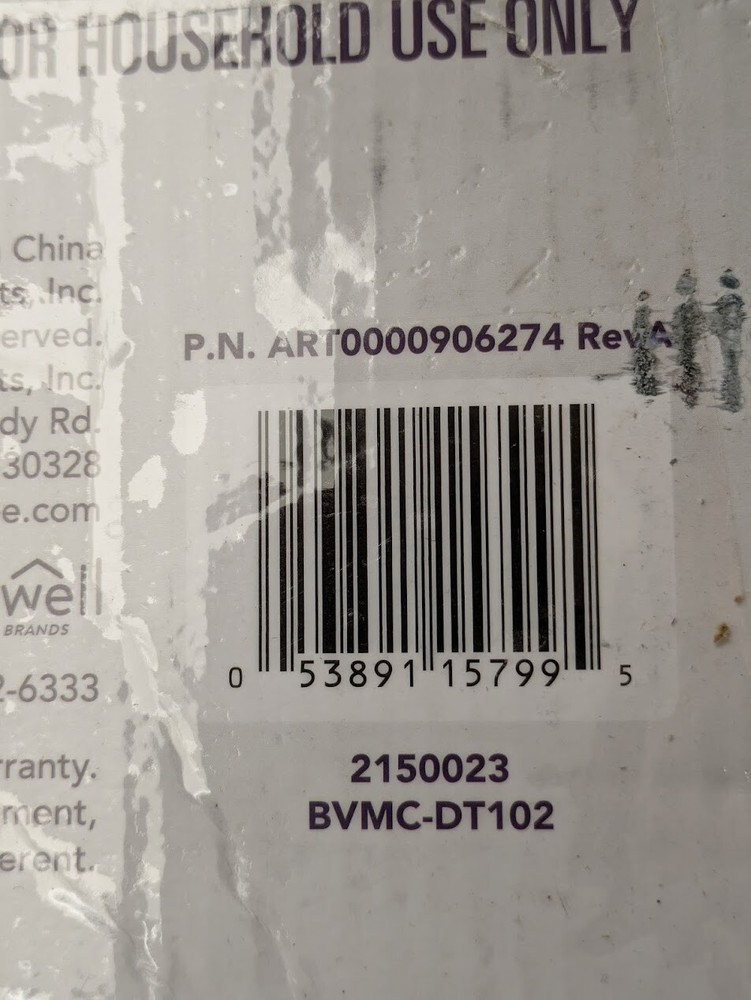 OR HOUSEHOLD USE ONLY
China
ts, Inc.
erved.
ts, Inc.
dy Rd.
30328
e.com
well
BRANDS
2-6333
rranty.
ment,
erent.
P.N. ART0000906274 RevA
0 53891 15799 5
2150023
BVMC-DT102